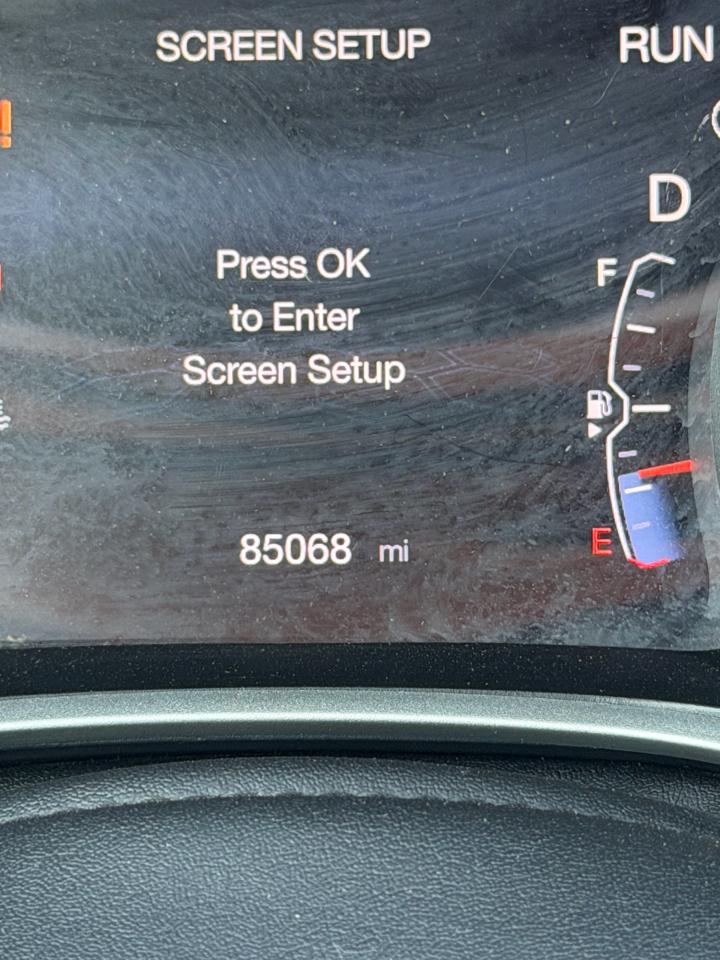 SCREEN SETUP
RUN
!
D
Press OK
to Enter
Screen Setup
F
85068 mi
E